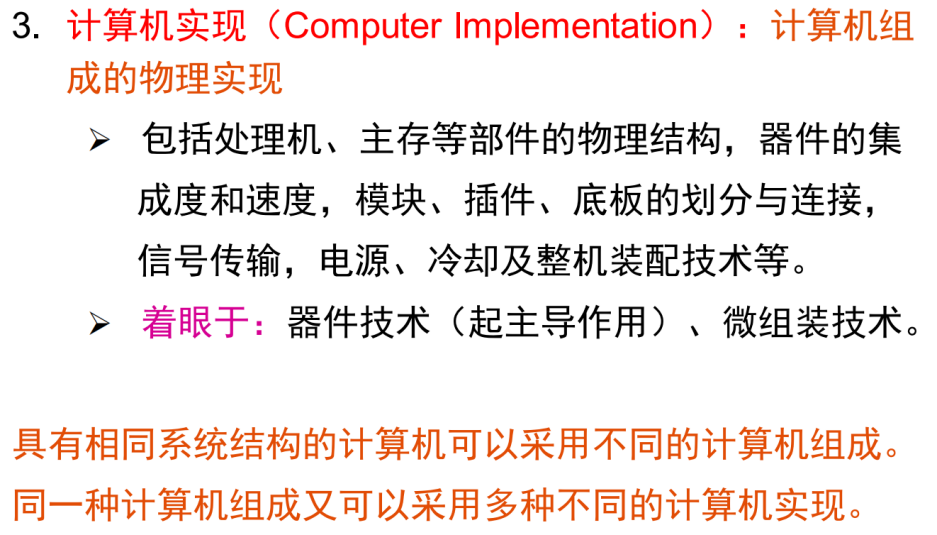 3. 计算机实现（Computer Implementation）：计算机组
成的物理实现
➢ 包括处理机、主存等部件的物理结构，器件的集
成度和速度，模块、插件、底板的划分与连接，
信号传输，电源、冷却及整机装配技术等。
➢ 着眼于：器件技术（起主导作用）、微组装技术。
具有相同系统结构的计算机可以采用不同的计算机组成。
同一种计算机组成又可以采用多种不同的计算机实现。